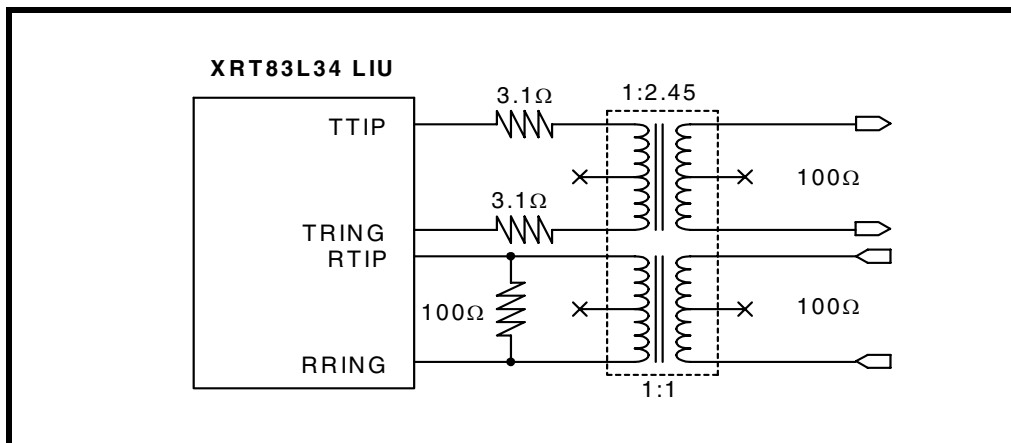 XRT83L34 LIU
3.1Ω
1:2.45
TTIP
100Ω
3.1Ω
TRING
RTIP
100Ω
100Ω
RRING
1:1